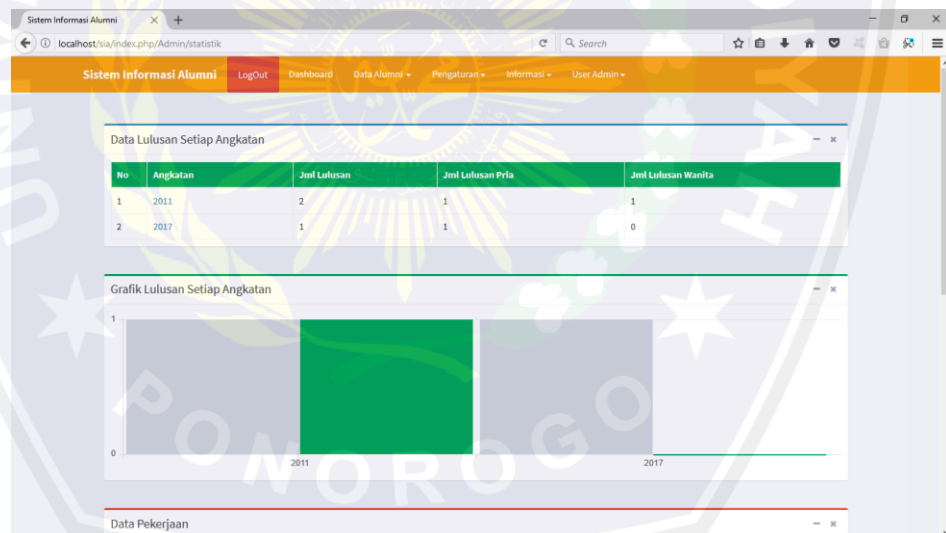 Sistem Informasi Alumni
localhost/sia/index.php/Admin/statistik
Search
Sistem Informasi Alumni LogOut Dashboard Data Alumni Pengaturan Informasi User Admin
Data Lulusan Setiap Angkatan
No Angkatan Jml Lulusan Jml Lulusan Pria Jml Lulusan Wanita
1 2011 2 1 1
2 2017 1 1 0
Grafik Lulusan Setiap Angkatan
1
0
2011 2017
PONOROGO
Data Pekerjaan